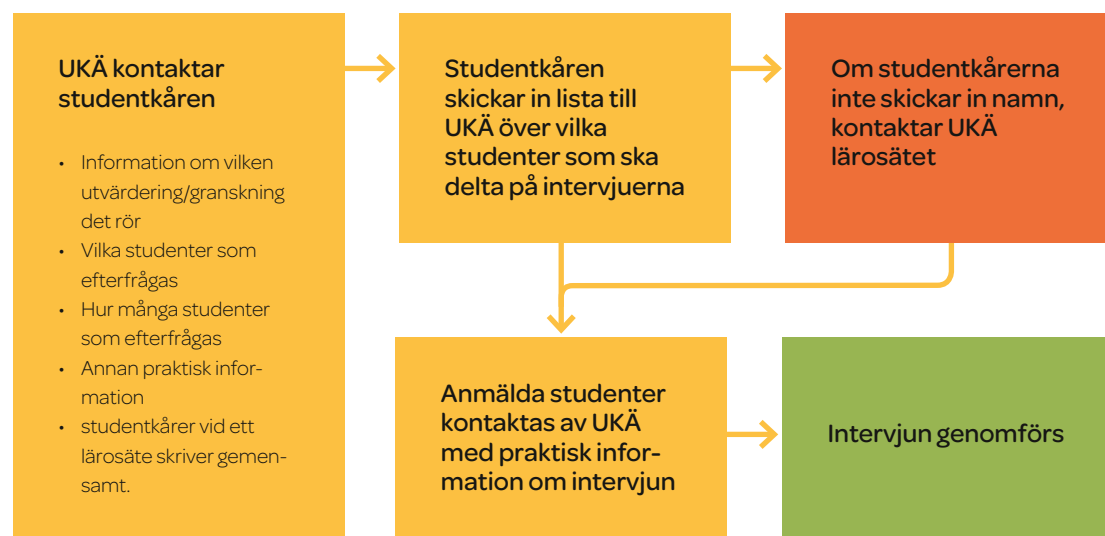 UKÄ kontaktar
studentkåren
• Information om vilken
utvärdering/granskning
det rör
• Vilka studenter som
efterfrågas
• Hur många studenter
som efterfrågas
• Annan praktisk infor-
mation
• studentkårer vid ett
lärosäte skriver gemen-
samt.
Studentkåren
skickar in lista till
UKÄ över vilka
studenter som ska
delta på intervjuerna
Om studentkårerna
inte skickar in namn,
kontaktar UKÄ
lärosätet
Anmälda studenter
kontaktas av UKÄ
med praktisk infor-
mation om intervjun
Intervjun genomförs